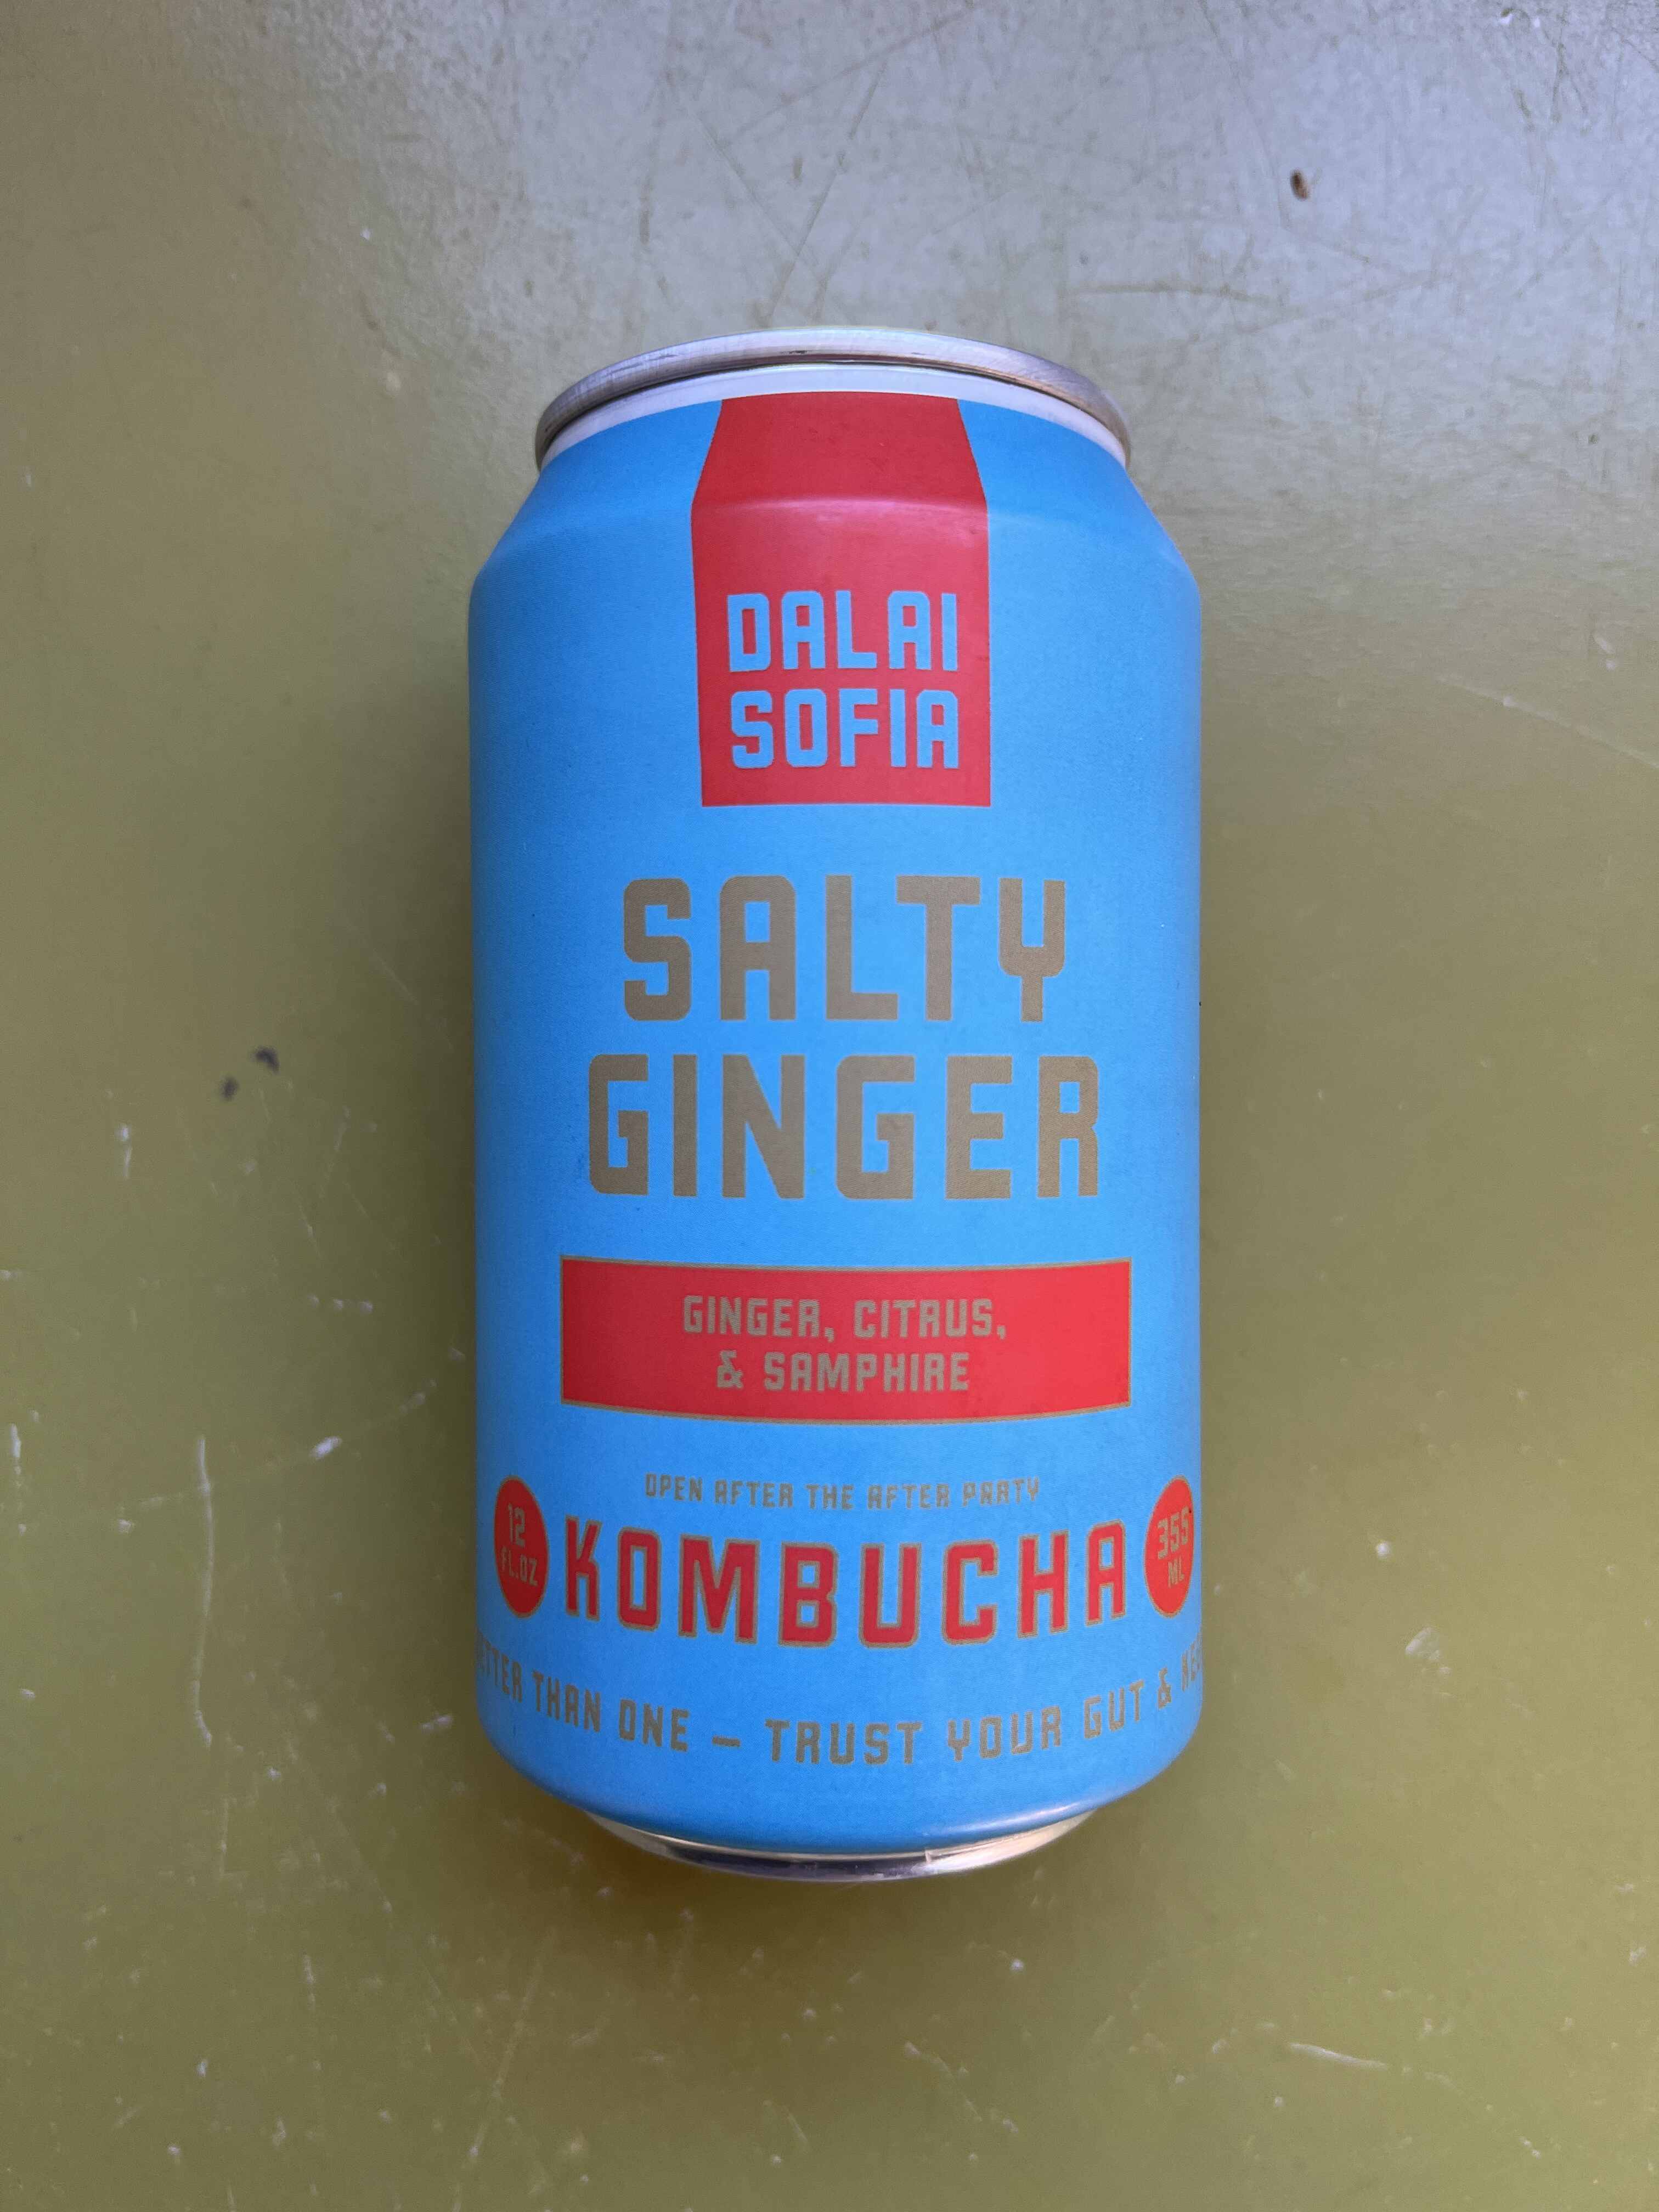 DALAI
SOFIA
SALTY
GINGER
GINGER, CITRUS,
& SAMPHIRE
OPEN AFTER THE AFTER PARTY
12
FL.OZ
KOMBUCHA
355
ML
THAN ONE – TRUST YOUR GUT &